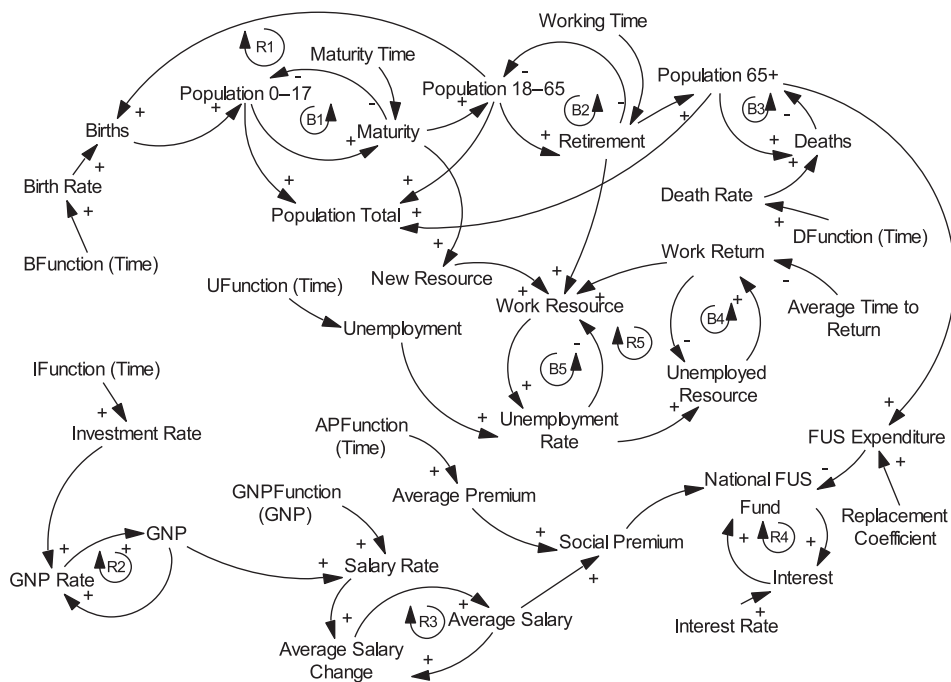 Working Time
R1
Maturity Time
-
-
-
Population 0–17
Population 18–65
Population 65+
B1
B2
B3
+
+
-
+
-
+
-
Births
+
Maturity
+
Retirement
+
Deaths
+
+
+
+
Birth Rate
+
Population Total
+
Death Rate
+
+
BFunction (Time)
DFunction (Time)
+
+
New Resource
Work Return
-
UFunction (Time)
+
Work Resource
+
Average Time to
Return
Unemployment
R5
B4
+
-
B5
-
IFunction (Time)
+
Unemployed
Resource
+
Investment Rate
+
Unemployment
Rate
+
+
APFunction
(Time)
FUS Expenditure
+
+
-
National FUS
Fund
GNPFunction
(GNP)
Average Premium
Replacement
Coefficient
GNP
+
Social Premium
R4
+
+
+
R2
+
+
GNP Rate
+
+
Salary Rate
+
Interest
+
R3
+
Average Salary
+
Interest Rate
Average Salary
Change
+